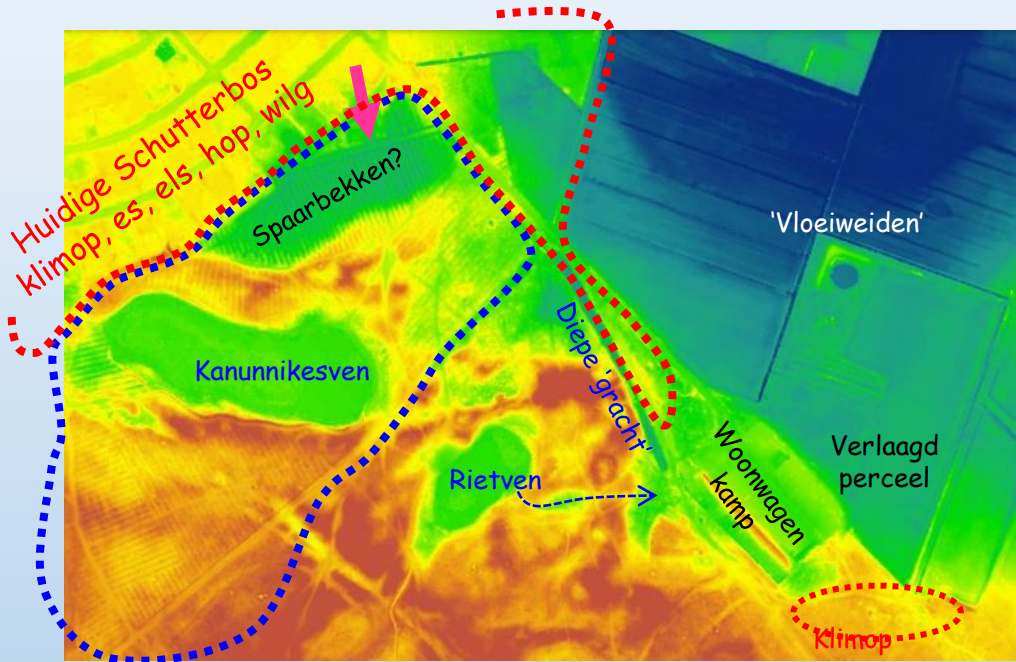 Huidige Schutterbos
klimop, es, els, hop, wilg
Spaarbekken?
'Vloeiweiden'
Kanunnikesven
Diepe 'gracht'
Rietven
Woonwagen
kamp
Verlaagd
perceel
Klimop